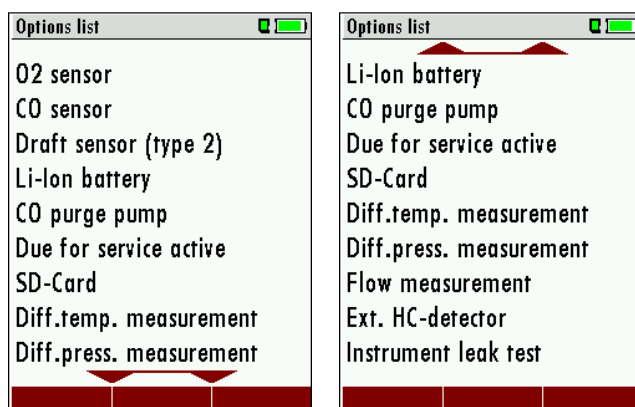 Options list
O2 sensor
CO sensor
Draft sensor (type 2)
Li-Ion battery
CO purge pump
Due for service active
SD-Card
Diff.temp. measurement
Diff.press. measurement
Options list
Li-Ion battery
CO purge pump
Due for service active
SD-Card
Diff.temp. measurement
Diff.press. measurement
Flow measurement
Ext. HC-detector
Instrument leak test